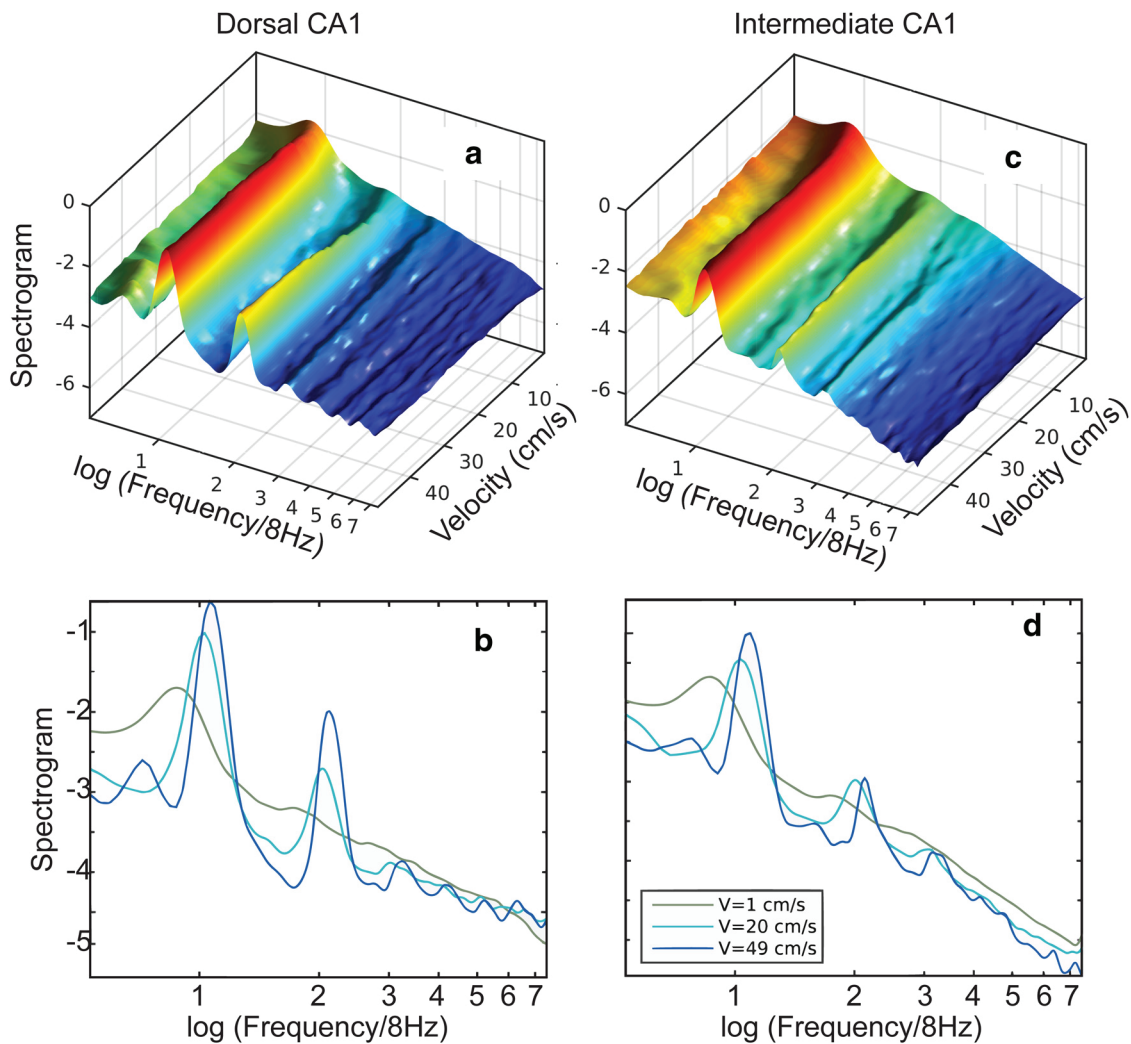 Dorsal CA1
Intermediate CA1
a
c
Spectrogram
0
-2
-4
-6
0
-2
-4
-6
1
2
3
4
5
6
7
log (Frequency/8Hz)
10
20
30
40
Velocity (cm/s)
1
2
3
4
5
6
7
log (Frequency/8Hz)
10
20
30
40
Velocity (cm/s)
b
d
Spectrogram
-1
-2
-3
-4
-5
1 2 3 4 5 6 7
log (Frequency/8Hz)
V=1 cm/s
V=20 cm/s
V=49 cm/s
1 2 3 4 5 6 7
log (Frequency/8Hz)